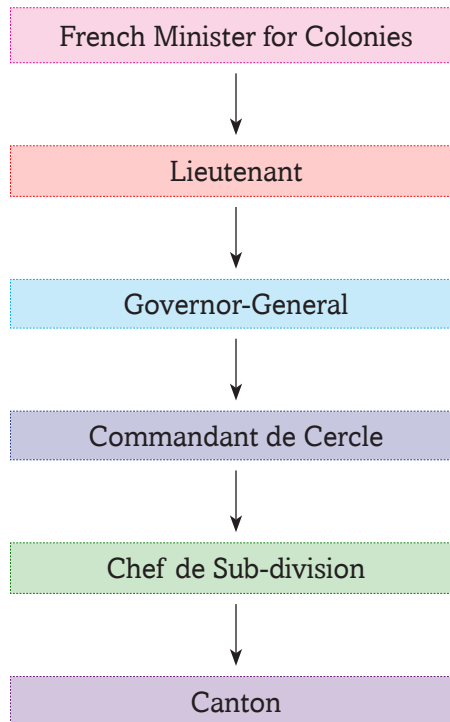 French Minister for Colonies
Lieutenant
Governor-General
Commandant de Cercle
Chef de Sub-division
Canton